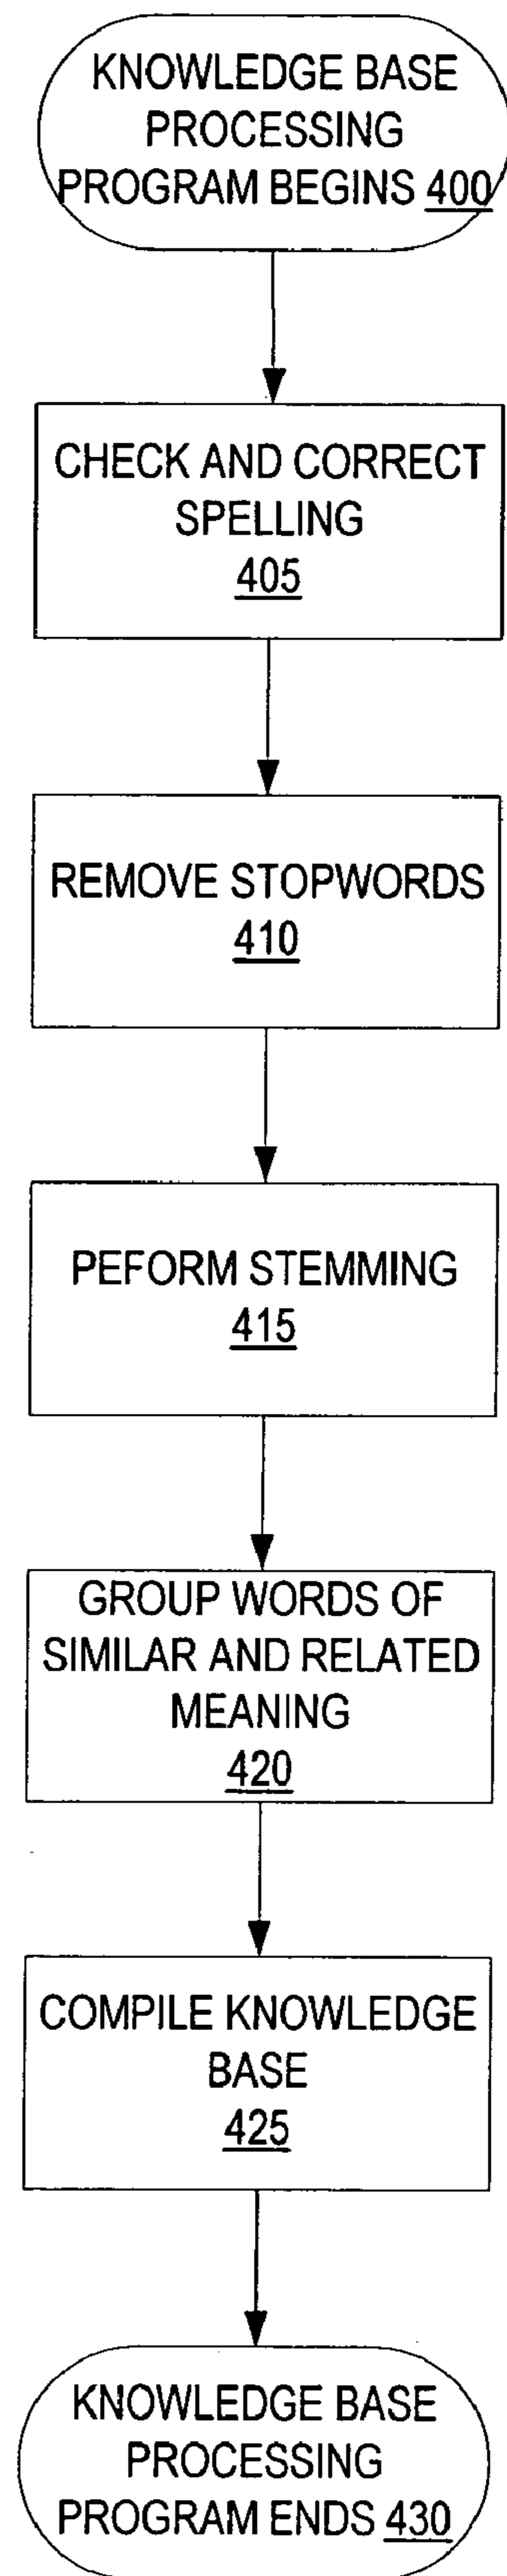 KNOWLEDGE BASE
PROCESSING
PROGRAM BEGINS 400
CHECK AND CORRECT
SPELLING
405
REMOVE STOPWORDS
410
PEFORM STEMMING
415
GROUP WORDS OF
SIMILAR AND RELATED
MEANING
420
COMPILE KNOWLEDGE
BASE
425
KNOWLEDGE BASE
PROCESSING
PROGRAM ENDS 430